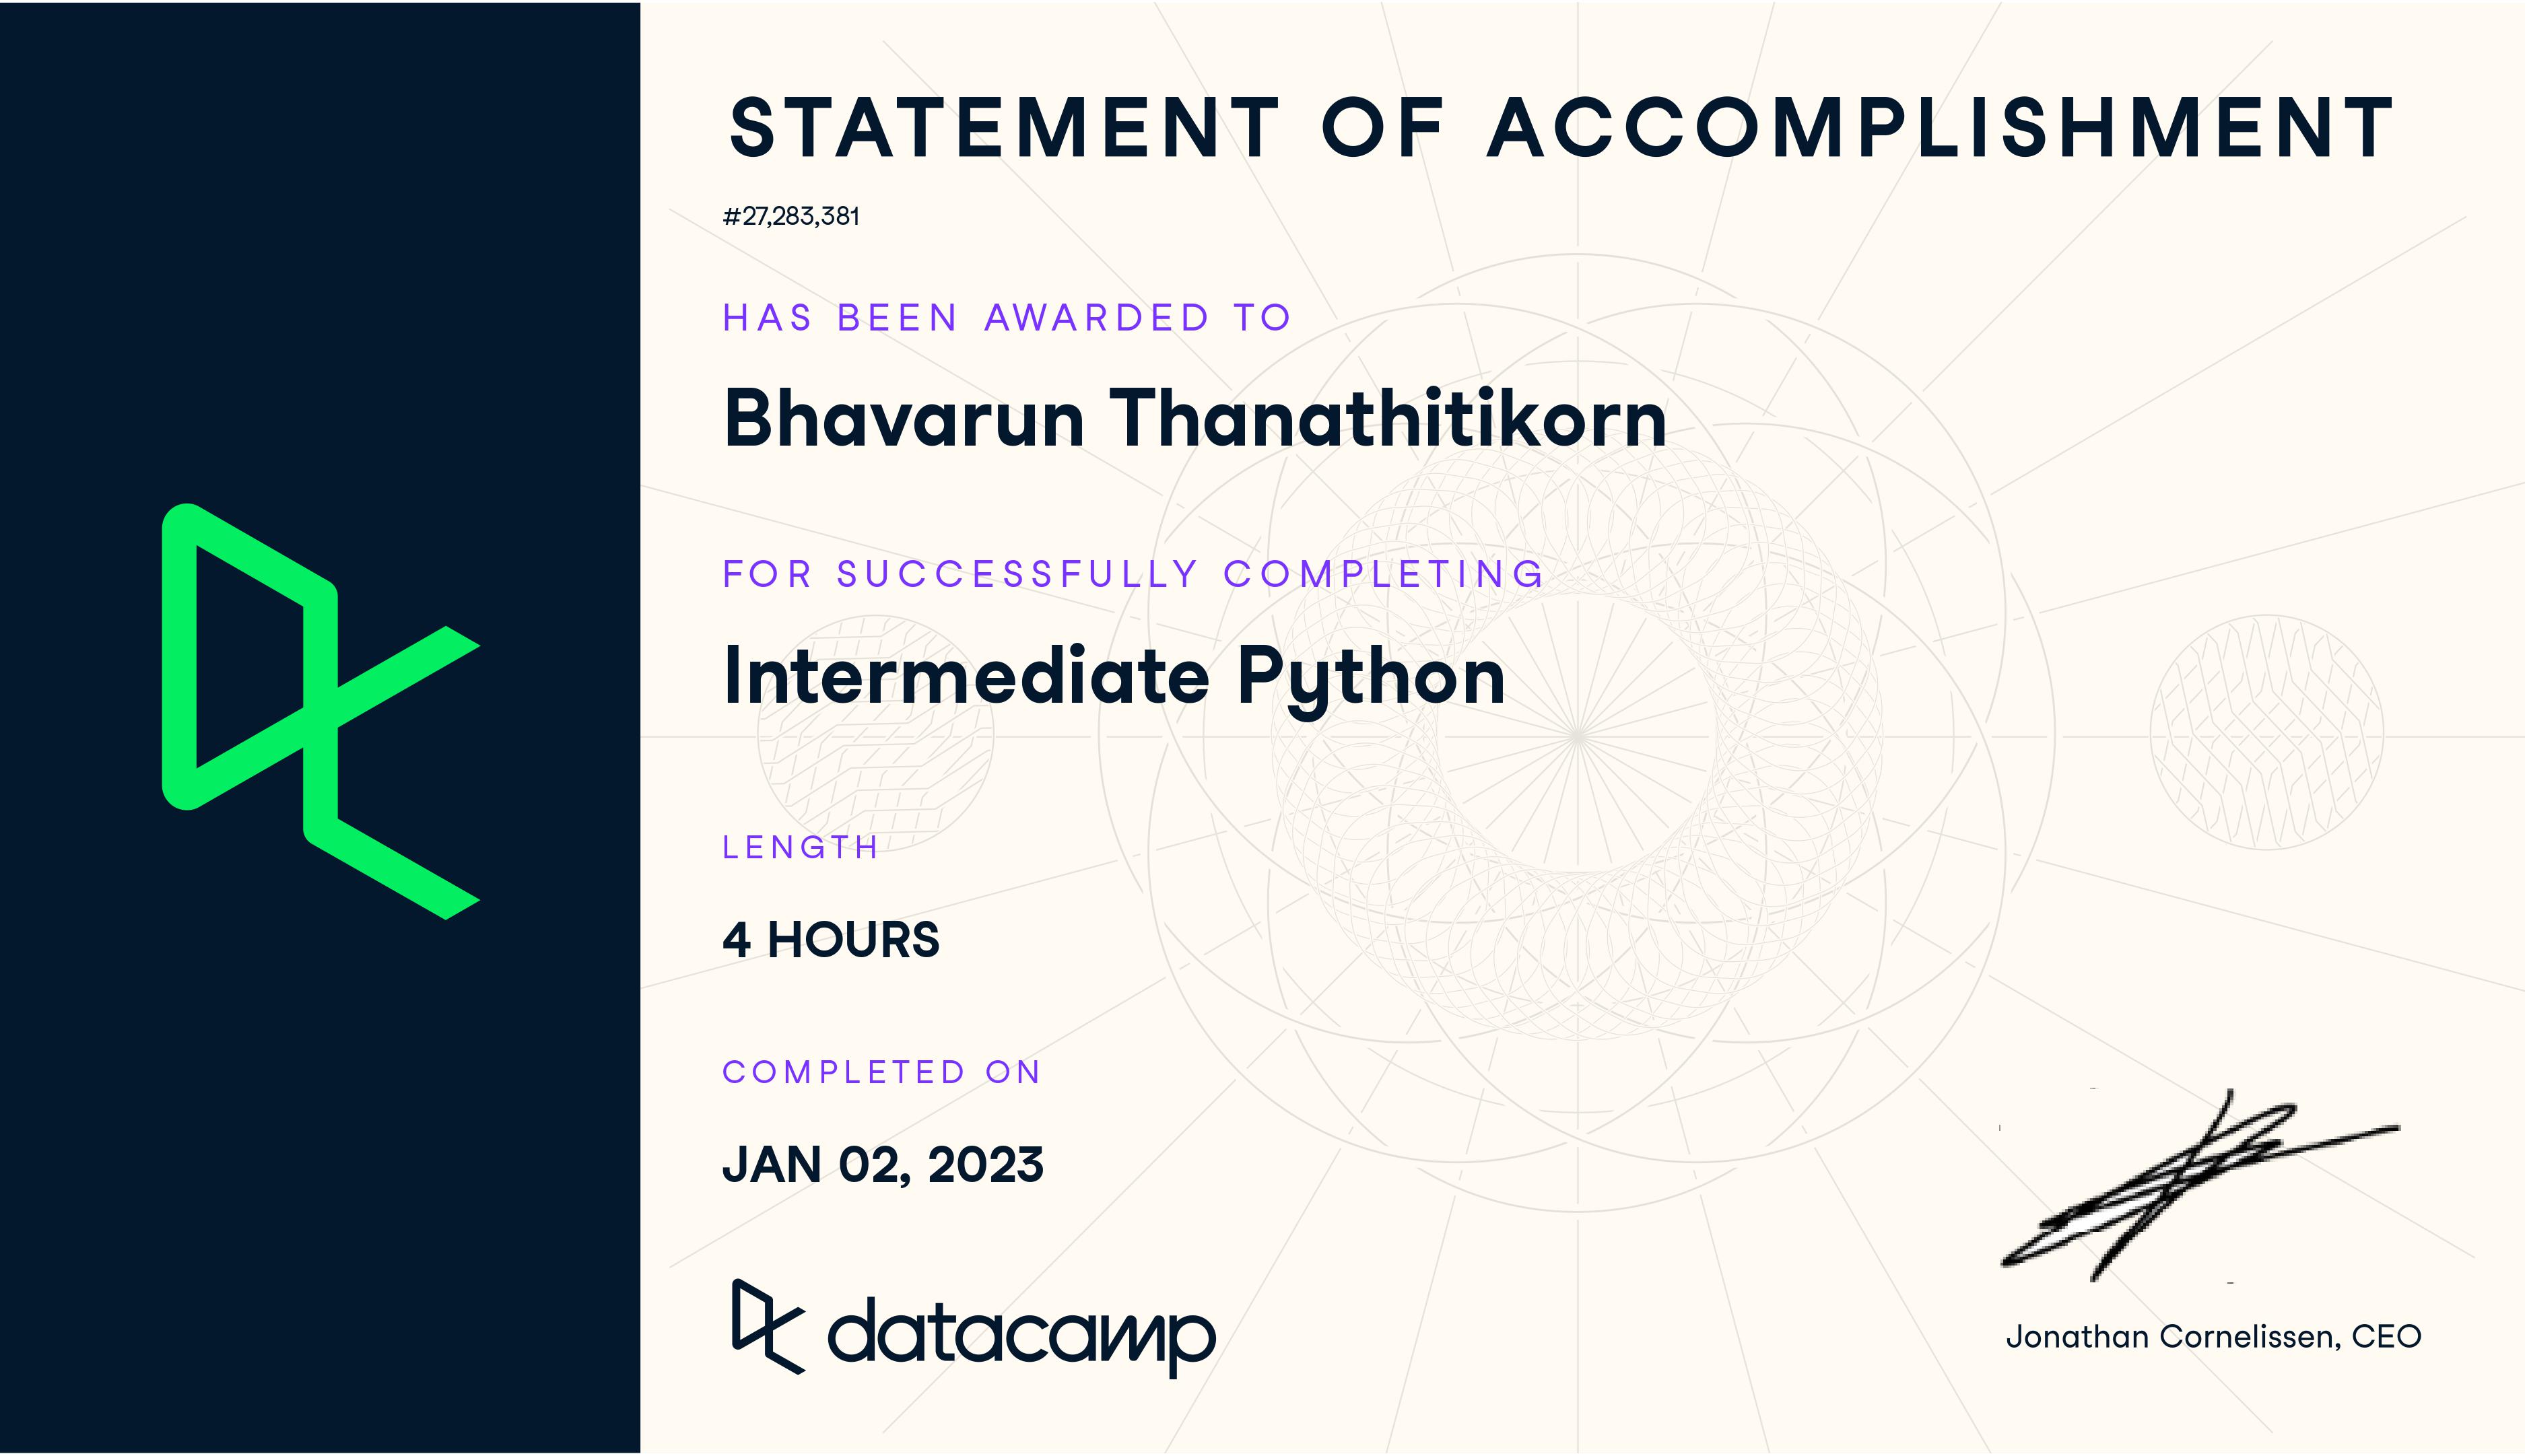 STATEMENT OF ACCOMPLISHMENT
#27,283,381
HAS BEEN AWARDED TO
Bhavarun Thanathitikorn
FOR SUCCESSFULLY COMPLETING
Intermediate Python
LENGTH
4 HOURS
COMPLETED ON
JAN 02, 2023
datacamp
Jonathan Cornelissen, CEO